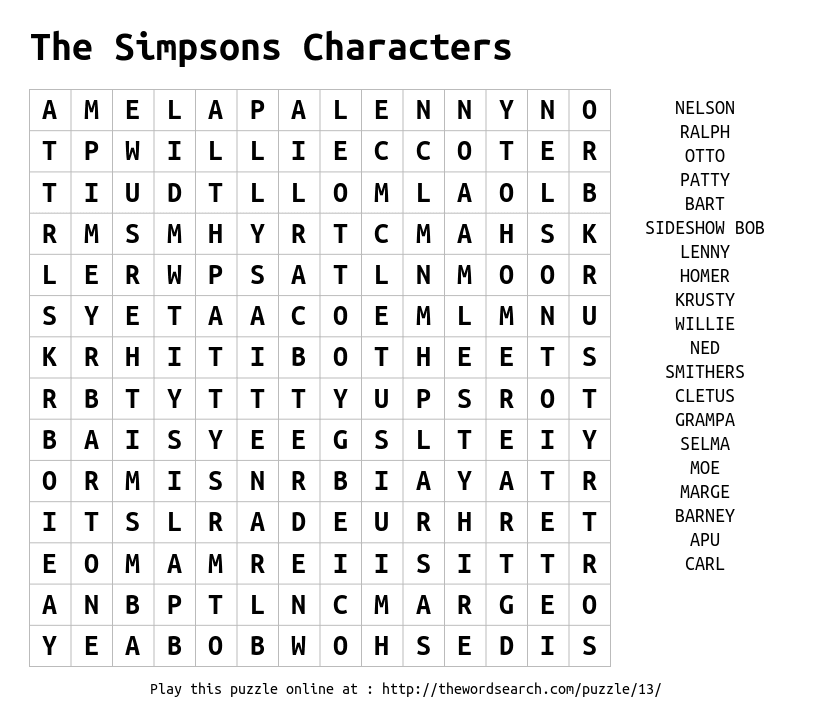 The Simpsons Characters
A M E L A P A L E N N Y N O
T P W I L L I E C C O T E R
T I U D T L L O M L A O L B
R M S M H Y R T C M A H S K
L E R W P S A T L N M O O R
S Y E T A A C O E M L M N U
K R H I T I B O T H E E T S
R B T Y T T T Y U P S R O T
B A I S Y E E G S L T E I Y
O R M I S N R B I A Y A T R
I T S L R A D E U R H R E T
E O M A M R E I I S I T T R
A N B P T L N C M A R G E O
Y E A B O B W O H S E D I S
NELSON
RALPH
OTTO
PATTY
BART
SIDESHOW BOB
LENNY
HOMER
KRUSTY
WILLIE
NED
SMITHERS
CLETUS
GRAMPA
SELMA
MOE
MARGE
BARNEY
APU
CARL
Play this puzzle online at : http://thewordsearch.com/puzzle/13/